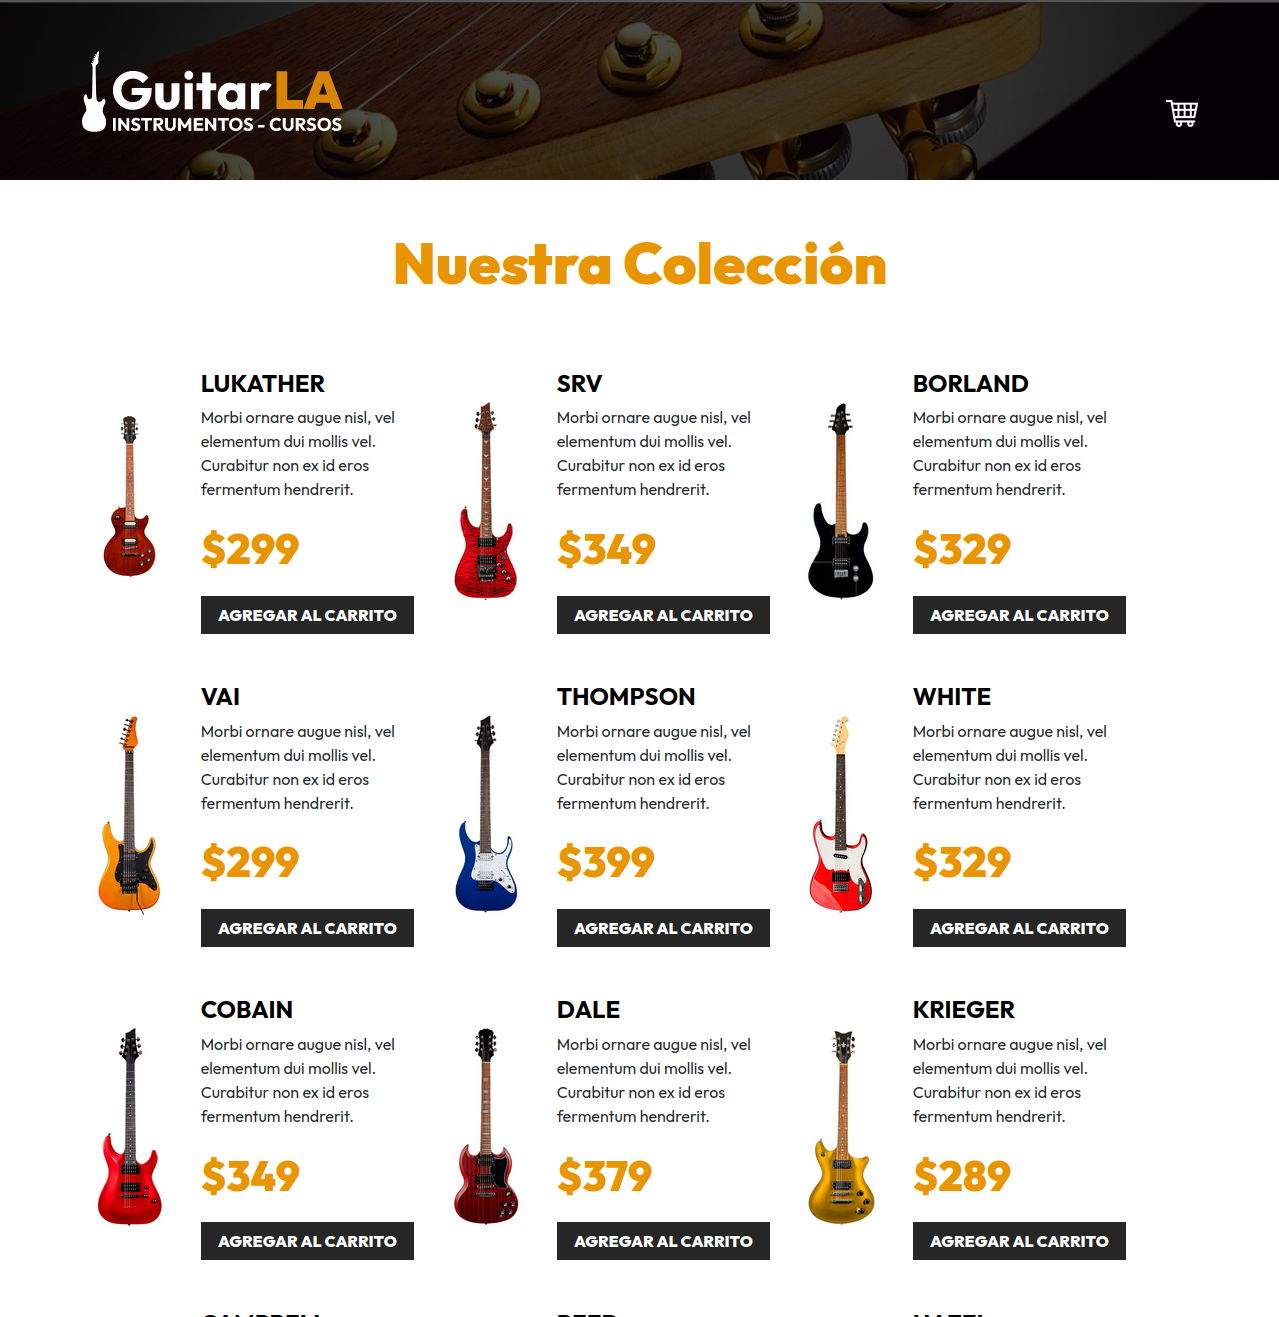 GuitarLA
INSTRUMENTOS - CURSOS
Nuestra Colección
LUKATHER
Morbi ornare augue nisl, vel
elementum dui mollis vel.
Curabitur non ex id eros
fermentum hendrerit.
$299
AGREGAR AL CARRITO
SRV
Morbi ornare augue nisl, vel
elementum dui mollis vel.
Curabitur non ex id eros
fermentum hendrerit.
$349
AGREGAR AL CARRITO
BORLAND
Morbi ornare augue nisl, vel
elementum dui mollis vel.
Curabitur non ex id eros
fermentum hendrerit.
$329
AGREGAR AL CARRITO
VAI
Morbi ornare augue nisl, vel
elementum dui mollis vel.
Curabitur non ex id eros
fermentum hendrerit.
$299
AGREGAR AL CARRITO
THOMPSON
Morbi ornare augue nisl, vel
elementum dui mollis vel.
Curabitur non ex id eros
fermentum hendrerit.
$399
AGREGAR AL CARRITO
WHITE
Morbi ornare augue nisl, vel
elementum dui mollis vel.
Curabitur non ex id eros
fermentum hendrerit.
$329
AGREGAR AL CARRITO
COBAIN
Morbi ornare augue nisl, vel
elementum dui mollis vel.
Curabitur non ex id eros
fermentum hendrerit.
$349
AGREGAR AL CARRITO
DALE
Morbi ornare augue nisl, vel
elementum dui mollis vel.
Curabitur non ex id eros
fermentum hendrerit.
$379
AGREGAR AL CARRITO
KRIEGER
Morbi ornare augue nisl, vel
elementum dui mollis vel.
Curabitur non ex id eros
fermentum hendrerit.
$289
AGREGAR AL CARRITO